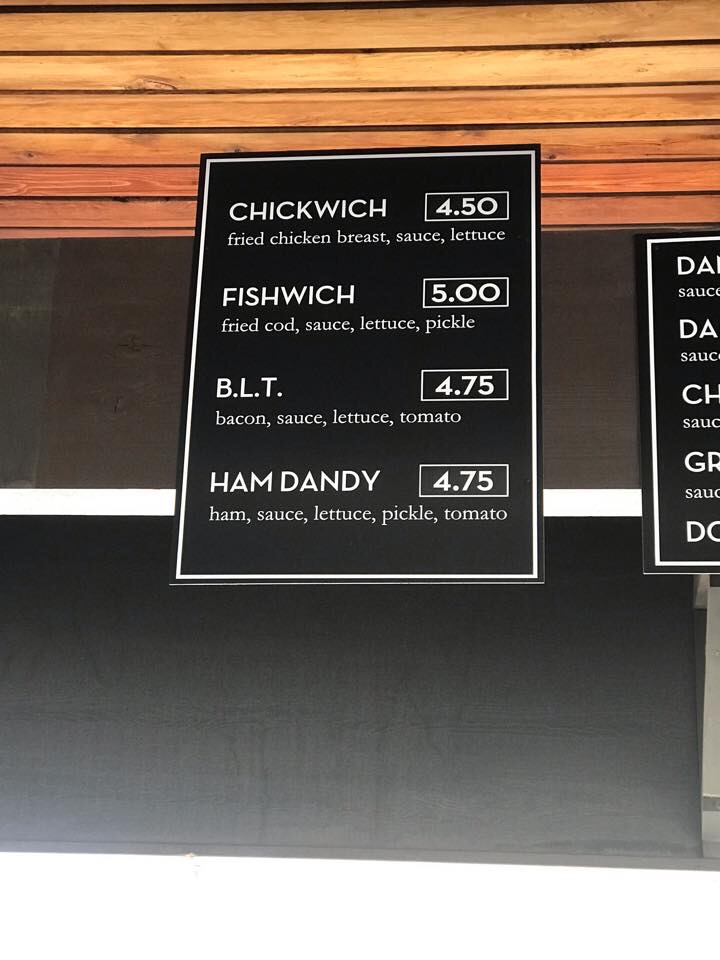 CHICKWICH 4.50
fried chicken breast, sauce, lettuce
FISHWICH 5.00
fried cod, sauce, lettuce, pickle
B.L.T. 4.75
bacon, sauce, lettuce, tomato
HAM DANDY 4.75
ham, sauce, lettuce, pickle, tomato